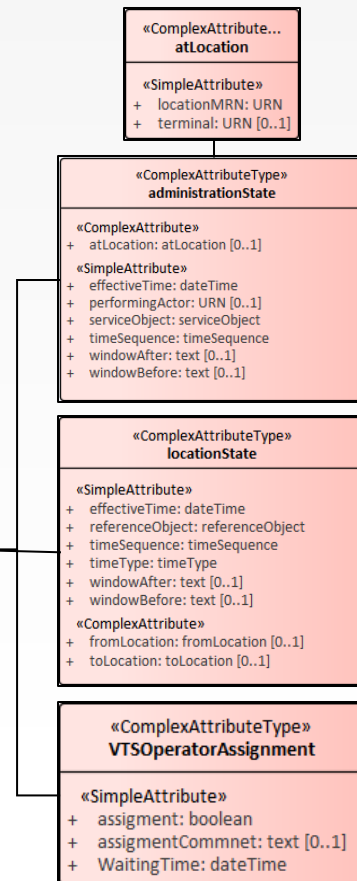 «ComplexAttribute...
atLocation
«SimpleAttribute»
+ locationMRN: URN
+ terminal: URN [0..1]
«ComplexAttributeType»
administrationState
«ComplexAttribute»
+ atLocation: atLocation [0..1]
«SimpleAttribute»
+ effectiveTime: dateTime
+ performingActor: URN [0..1]
+ serviceObject: serviceObject
+ timeSequence: timeSequence
+ windowAfter: text [0..1]
+ windowBefore: text [0..1]
«ComplexAttributeType»
locationState
«SimpleAttribute»
+ effectiveTime: dateTime
+ referenceObject: referenceObject
+ timeSequence: timeSequence
+ timeType: timeType
+ windowAfter: text [0..1]
+ windowBefore: text [0..1]
«ComplexAttribute»
+ fromLocation: fromLocation [0..1]
+ toLocation: toLocation [0..1]
«ComplexAttributeType»
VTSOperatorAssignment
«SimpleAttribute»
+ assigment: boolean
+ assigmentCommnet: text [0..1]
+ WaitingTime: dateTime